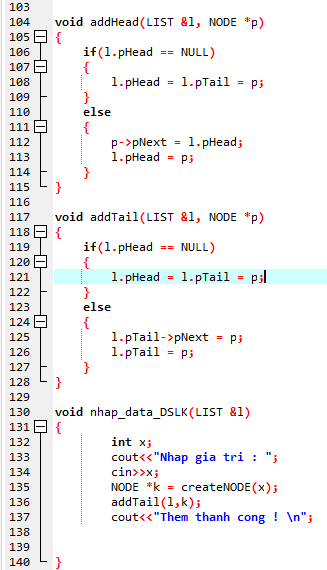 103
104 void addHead(LIST &l, NODE *p)
105 {
106 if(l.pHead == NULL)
107 {
108 l.pHead = l.pTail = p;
109 }
110 else
111 {
112 p->pNext = l.pHead;
113 l.pHead = p;
114 }
115 }
116
117 void addTail(LIST &l, NODE *p)
118 {
119 if(l.pHead == NULL)
120 {
121 l.pHead = l.pTail = p;
122 }
123 else
124 {
125 l.pTail->pNext = p;
126 l.pTail = p;
127 }
128 }
129
130 void nhap_data_DSLK(LIST &l)
131 {
132 int x;
133 cout<<"Nhap gia tri : ";
134 cin>>x;
135 NODE *k = createNODE(x);
136 addTail(l,k);
137 cout<<"Them thanh cong ! \n";
138
139
140 }